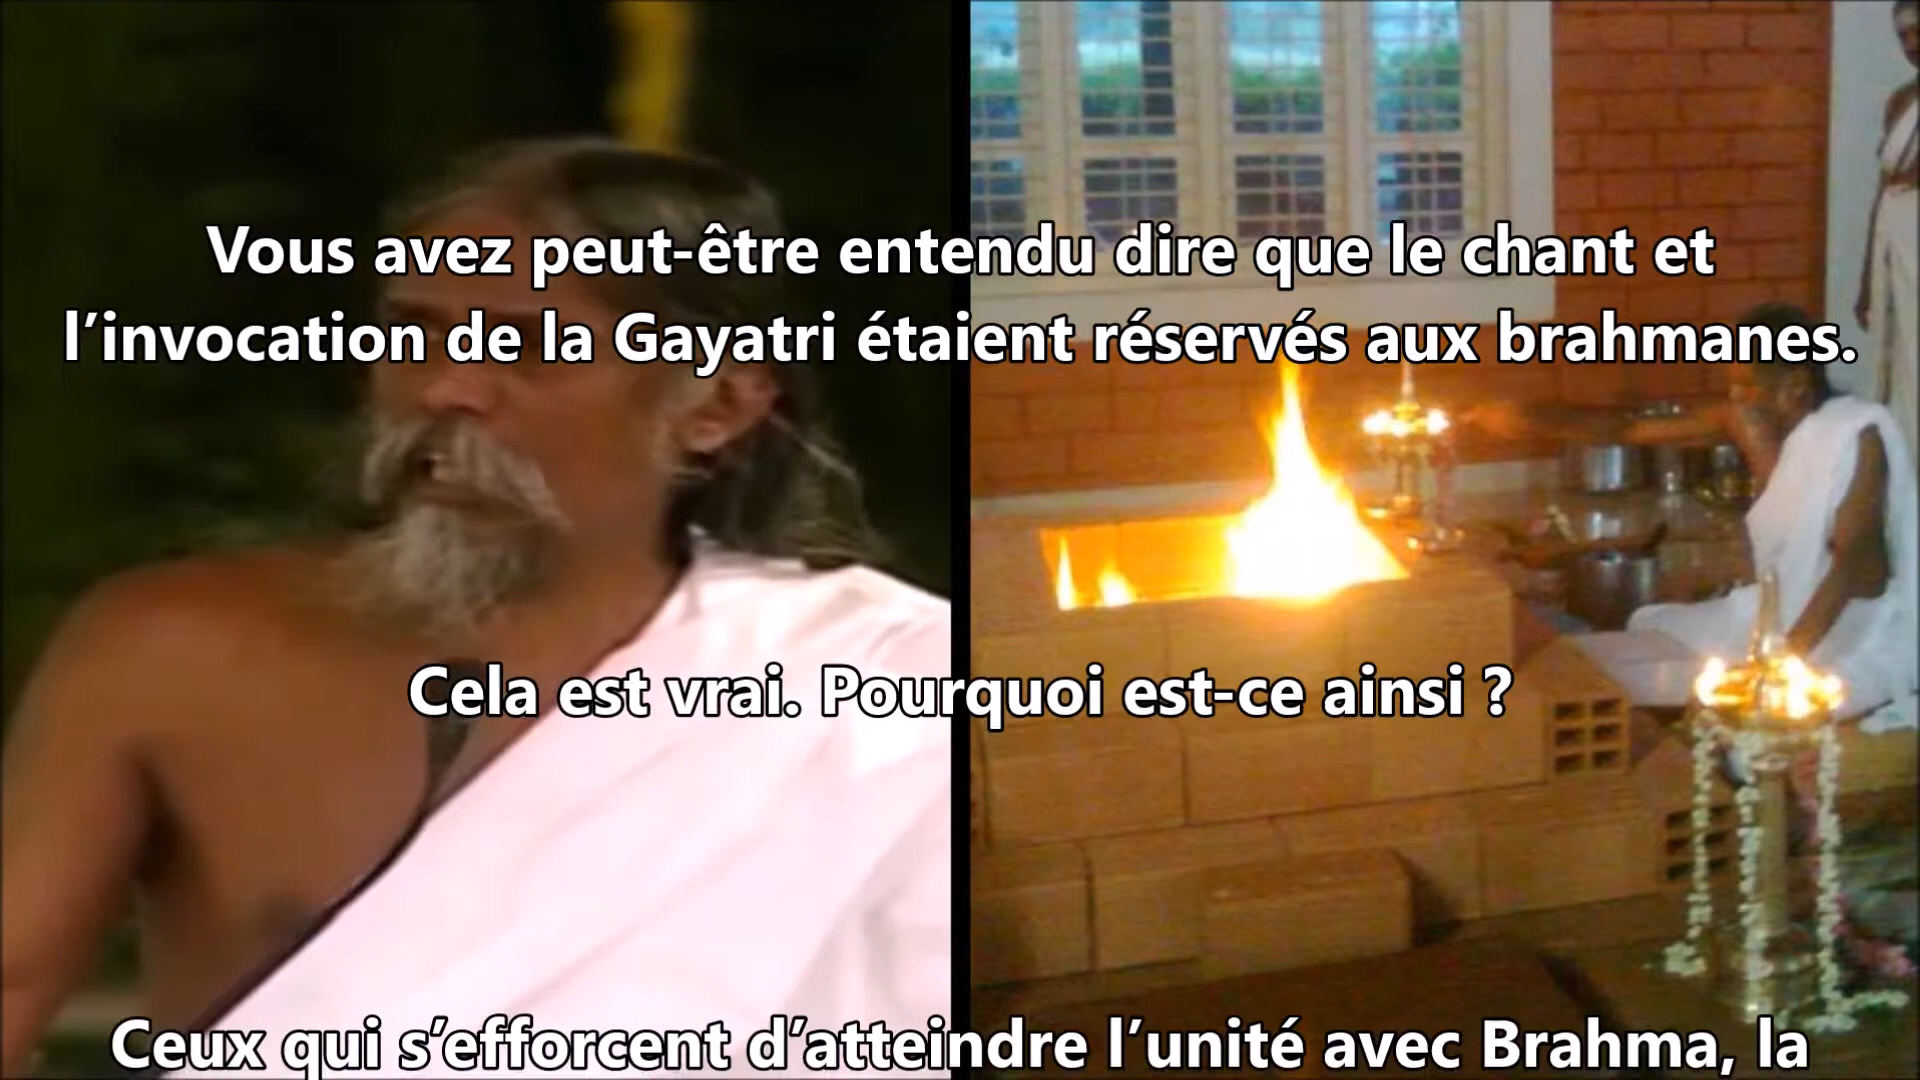 Vous avez peut-être entendu dire que le chant et
l’invocation de la Gayatri étaient réservés aux brahmanes.
Cela est vrai. Pourquoi est-ce ainsi ?
Ceux qui s’efforcent d’atteindre l’unité avec Brahma, la